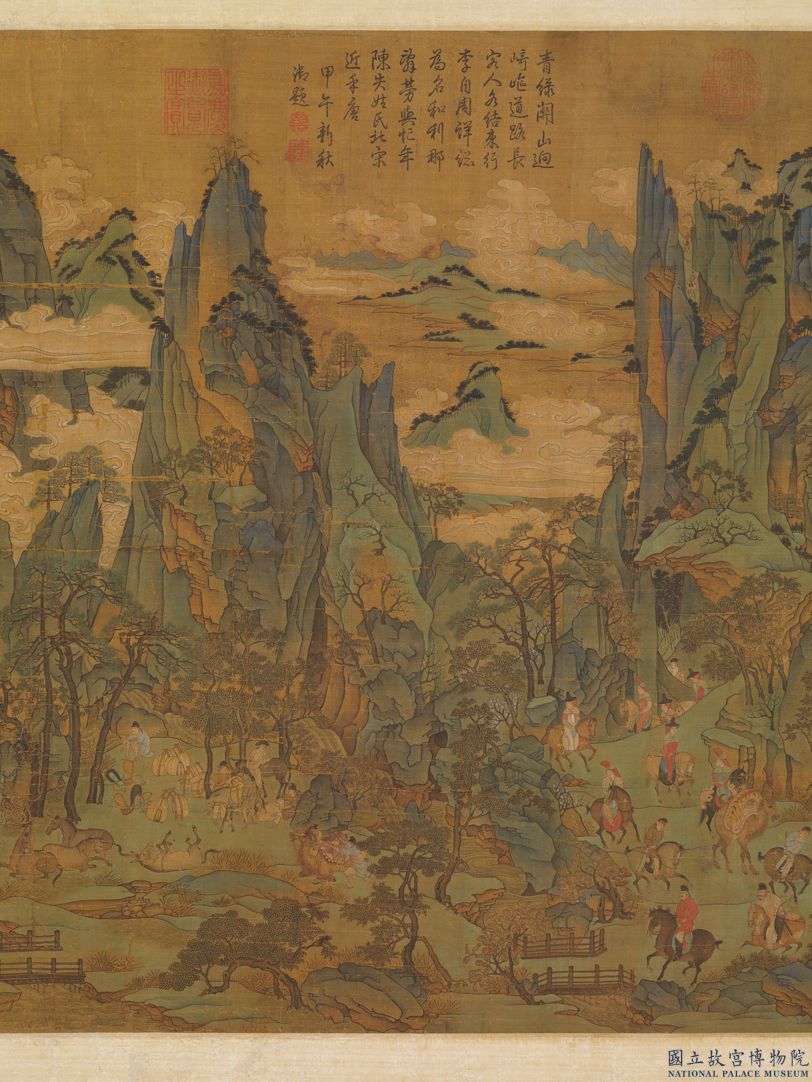 青綠關山迥
崎嶇道路長
客人各結束行
李自周詳總
為名和利那
辭勞與忙年
陳失姓氏北宋
近乎唐
甲午新秋
御題
國立故宮博物院
NATIONAL PALACE MUSEUM